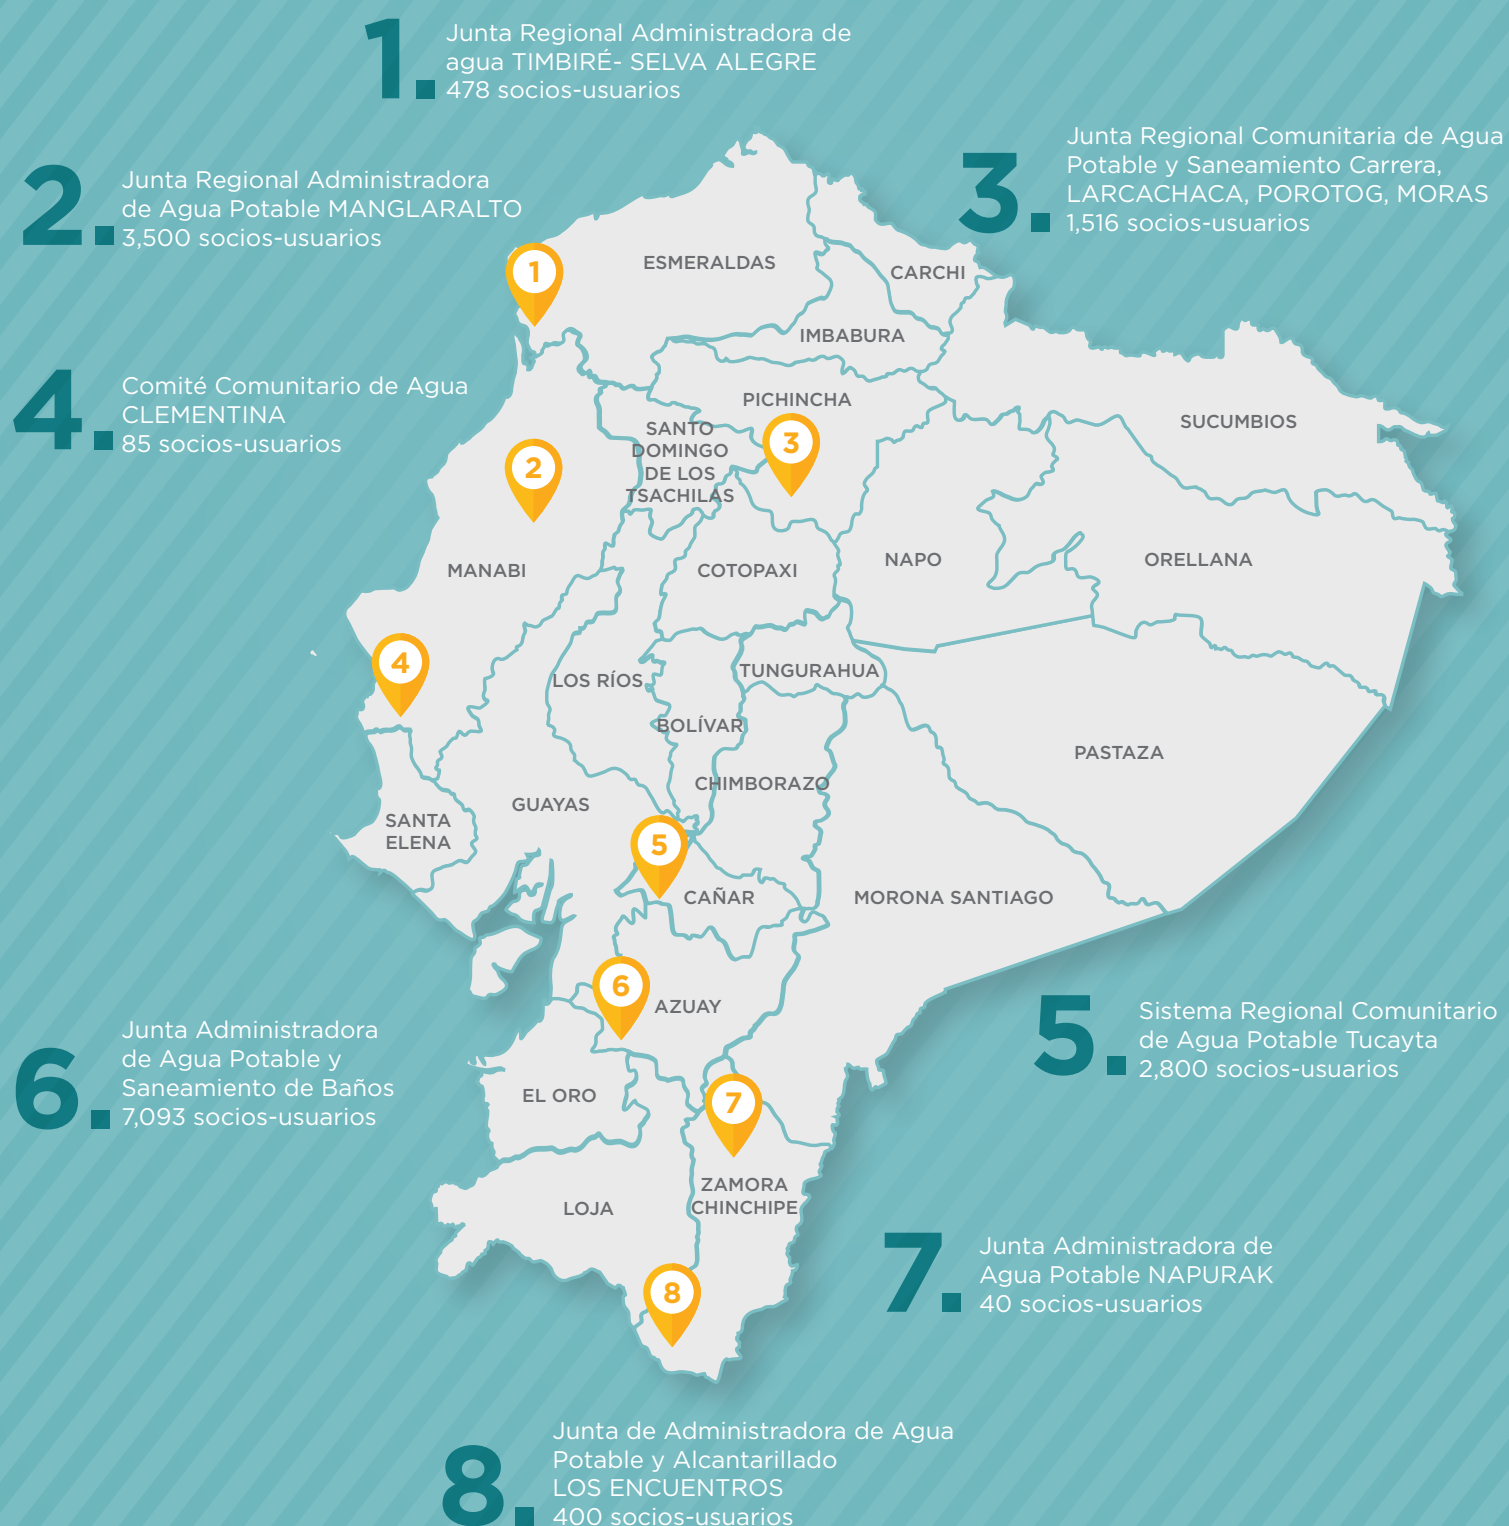 1.
Junta Regional Administradora de
agua TIMBIRÉ- SELVA ALEGRE
478 socios-usuarios
2.
Junta Regional Administradora
de Agua Potable MANGLARALTO
3,500 socios-usuarios
3.
Junta Regional Comunitaria de Agua
Potable y Saneamiento Carrera,
LARCACHACA, POROTOG, MORAS
1,516 socios-usuarios
4.
Comité Comunitario de Agua
CLEMENTINA
85 socios-usuarios
ESMERALDAS
CARCHI
1
IMBABURA
PICHINCHA
SUCUMBIOS
SANTO
DOMINGO
DE LOS
TSACHILAS
3
2
MANABI
COTOPAXI
NAPO
ORELLANA
4
LOS RÍOS
TUNGURAHUA
BOLÍVAR
PASTAZA
CHIMBORAZO
GUAYAS
SANTA
ELENA
5
CAÑAR
MORONA SANTIAGO
6
AZUAY
EL ORO
7
ZAMORA
CHINCHIPE
LOJA
8
5.
Sistema Regional Comunitario
de Agua Potable Tucayta
2,800 socios-usuarios
6.
Junta Administradora
de Agua Potable y
Saneamiento de Baños
7,093 socios-usuarios
7.
Junta Administradora de
Agua Potable NAPURAK
40 socios-usuarios
8.
Junta de Administradora de Agua
Potable y Alcantarillado
LOS ENCUENTROS
400 socios-usuarios